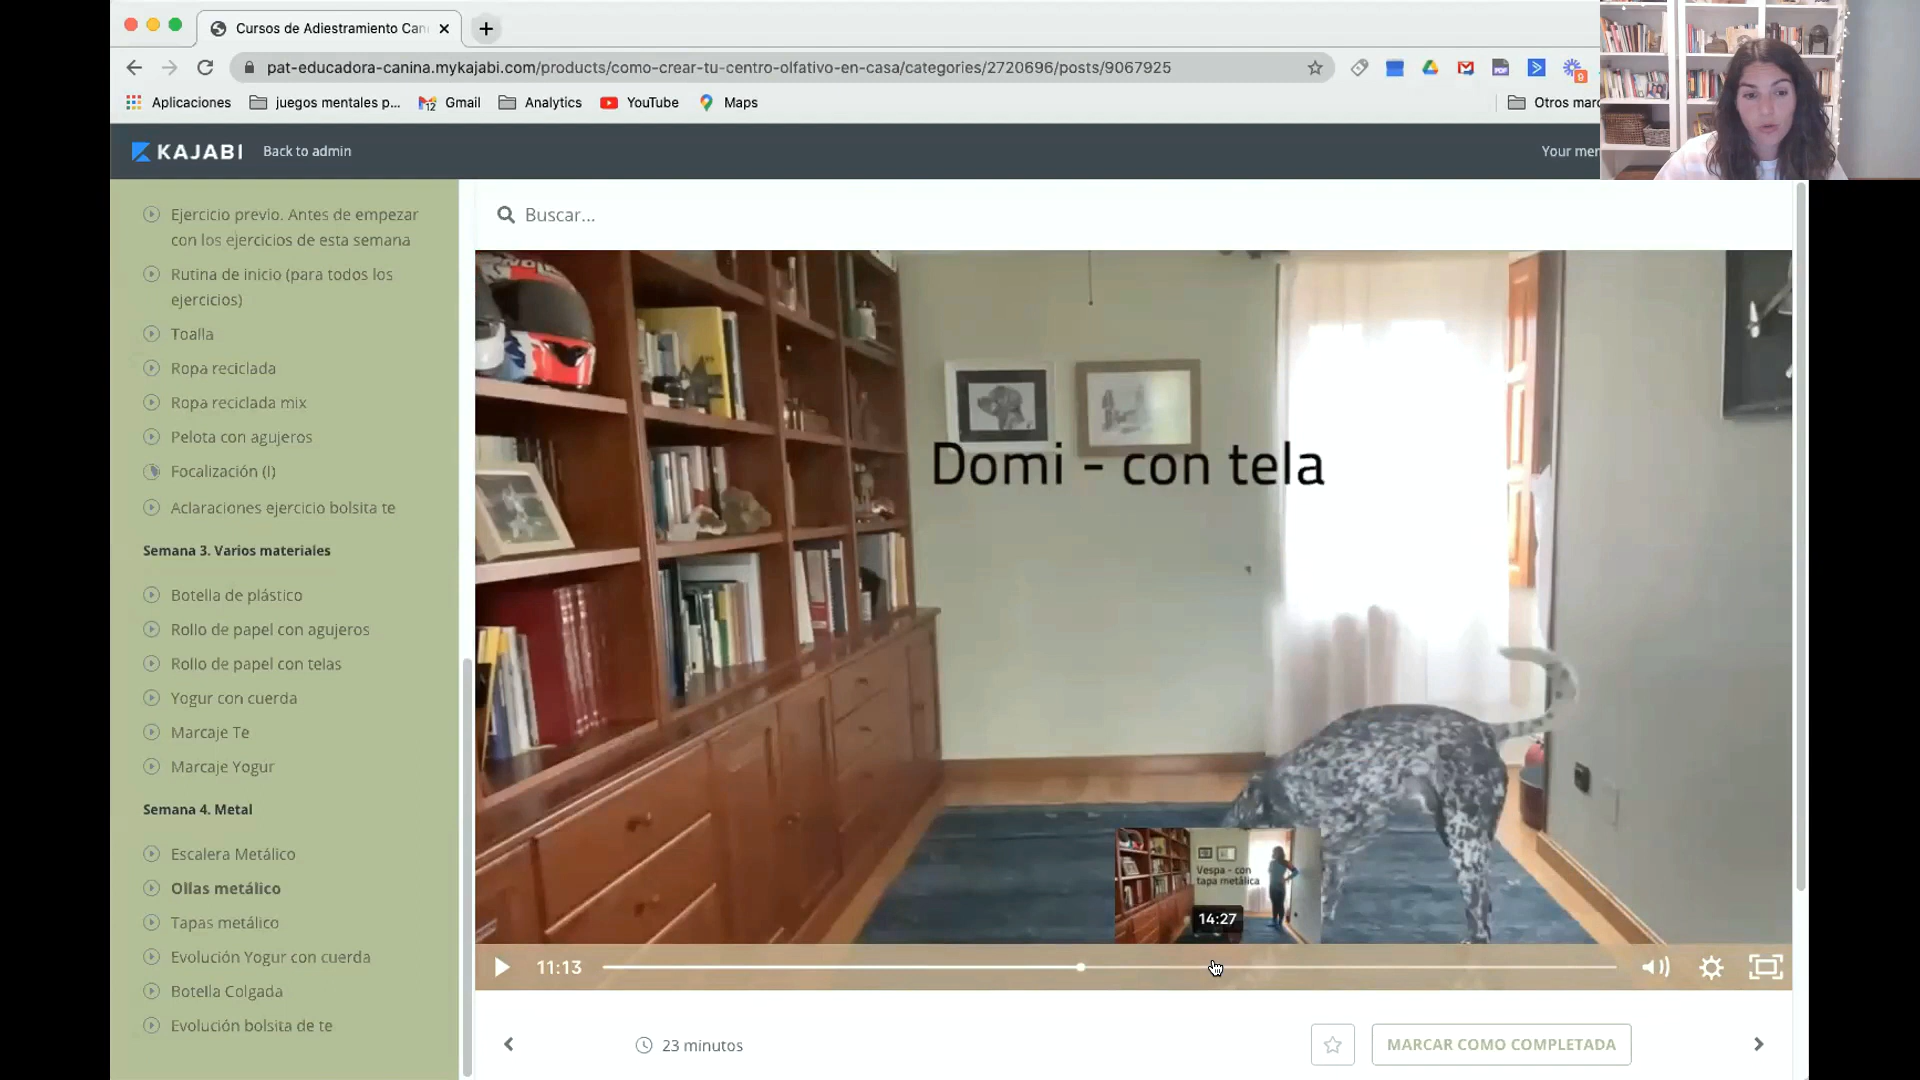 Cursos de Adiestramiento Can
pat-educadora-canina.mykajabi.com/products/como-crear-tu-centro-olfativo-en-casa/categories/2720696/posts/9067925
9
Aplicaciones juegos mentales p... Gmail Analytics YouTube Maps Otros marc
KAJABI Back to admin Your mem
Ejercicio previo. Antes de empezar
con los ejercicios de esta semana
Rutina de inicio (para todos los
ejercicios)
Toalla
Ropa reciclada
Ropa reciclada mix
Pelota con agujeros
Focalización (I)
Aclaraciones ejercicio bolsita te
Semana 3. Varios materiales
Botella de plástico
Rollo de papel con agujeros
Rollo de papel con telas
Yogur con cuerda
Marcaje Te
Marcaje Yogur
Semana 4. Metal
Escalera Metálico
Ollas metálico
Tapas metálico
Evolución Yogur con cuerda
Botella Colgada
Evolución bolsita de te
Buscar...
Domi - con tela
Vespa - con
tapa metálica
14:27
11:13
23 minutos
MARCAR COMO COMPLETADA